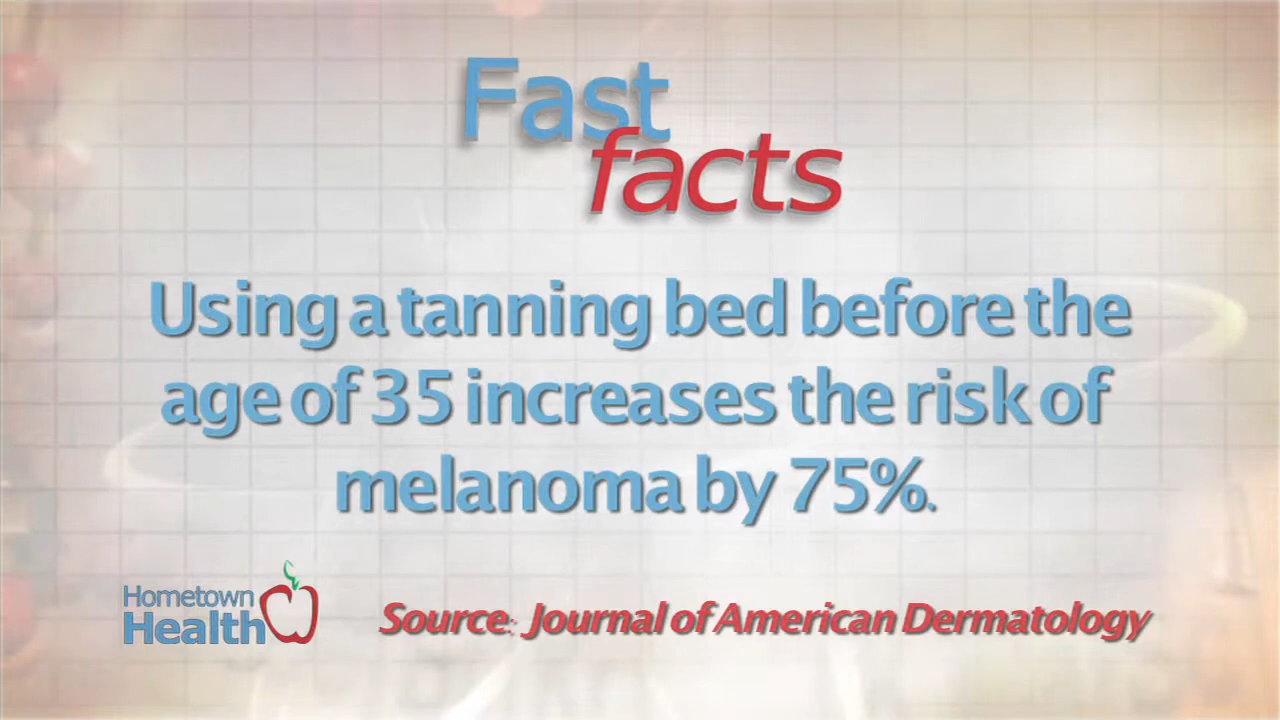 Fast
facts
Using a tanning bed before the
age of 35 increases the risk of
melanoma by 75%.
Hometown
Health
Source: Journal of American Dermatology